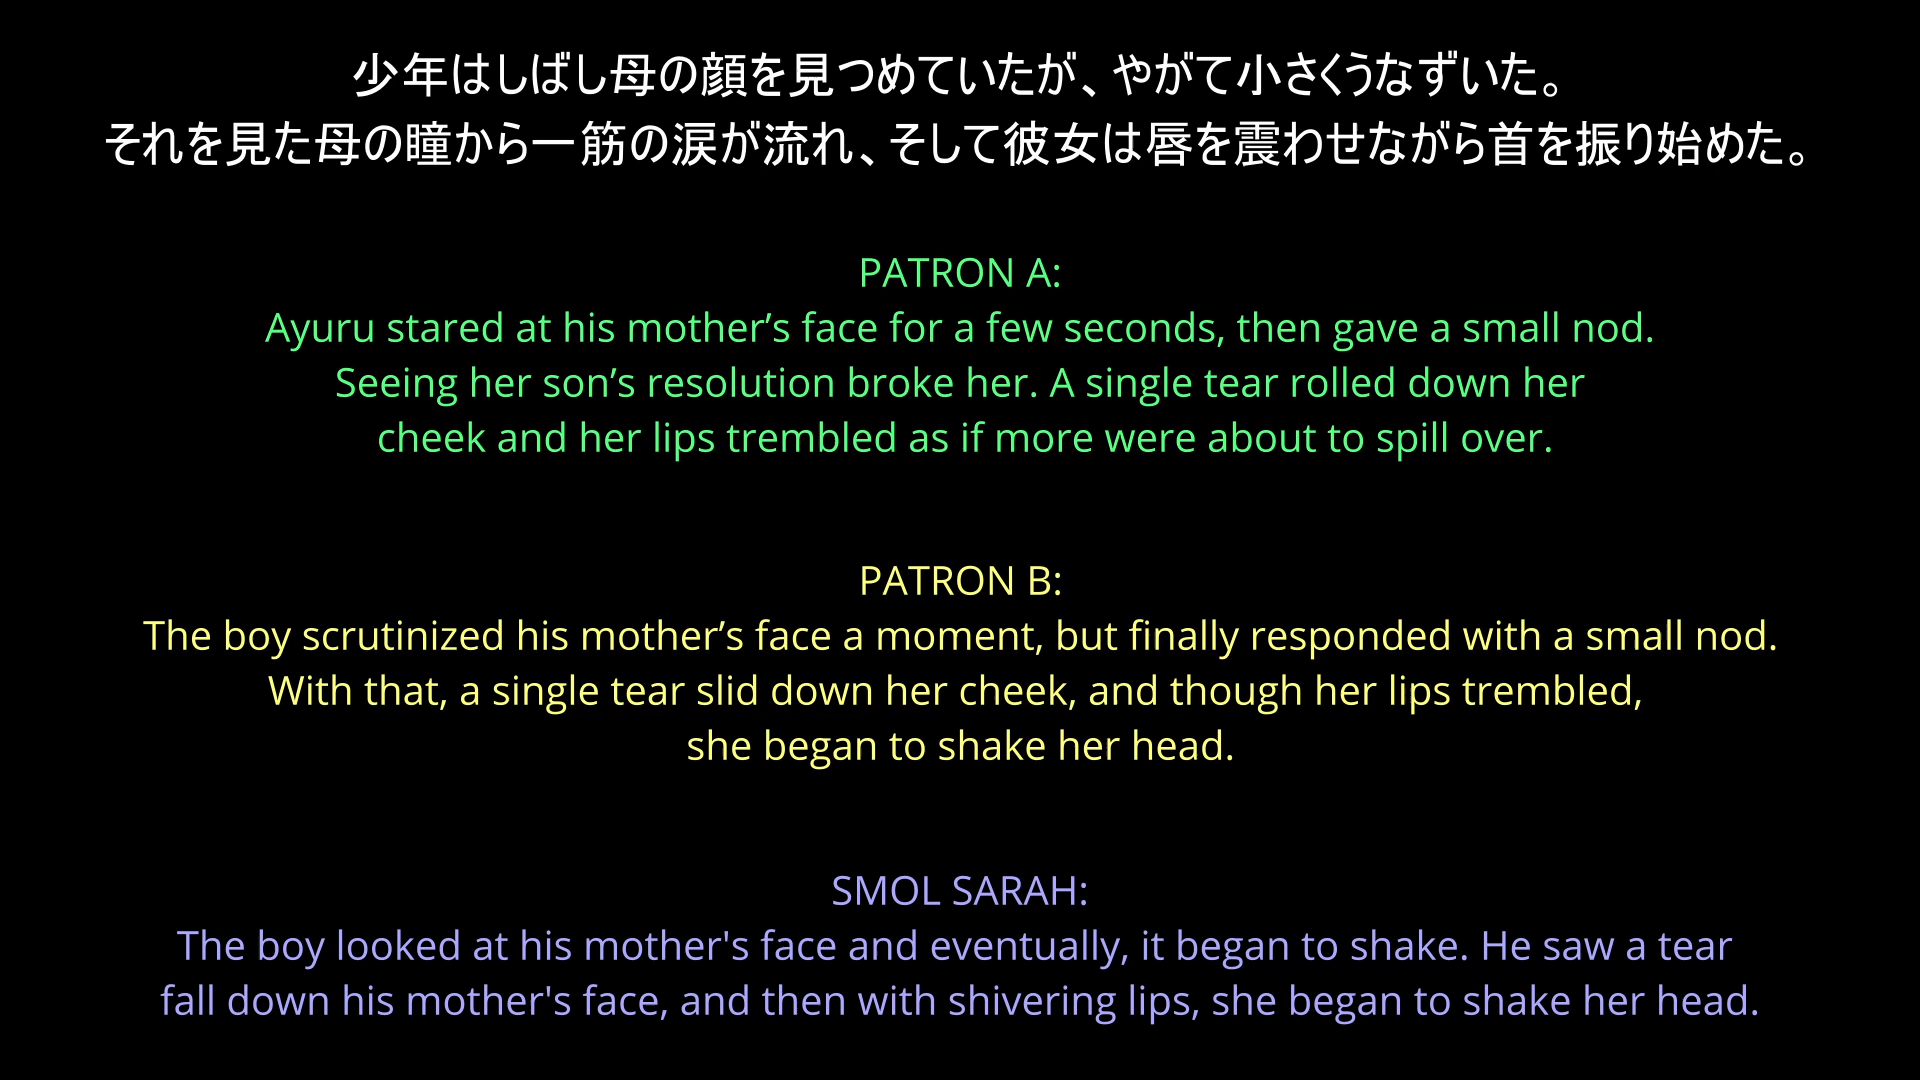 少年はしばし母の顔を見つめていたが、やがて小さくうなずいた。
それを見た母の瞳から一筋の涙が流れ、そして彼女は唇を震わせながら首を振り始めた。
PATRON A:
Ayuru stared at his mother’s face for a few seconds, then gave a small nod.
Seeing her son’s resolution broke her. A single tear rolled down her
cheek and her lips trembled as if more were about to spill over.
PATRON B:
The boy scrutinized his mother’s face a moment, but finally responded with a small nod.
With that, a single tear slid down her cheek, and though her lips trembled,
she began to shake her head.
SMOL SARAH:
The boy looked at his mother's face and eventually, it began to shake. He saw a tear
fall down his mother's face, and then with shivering lips, she began to shake her head.